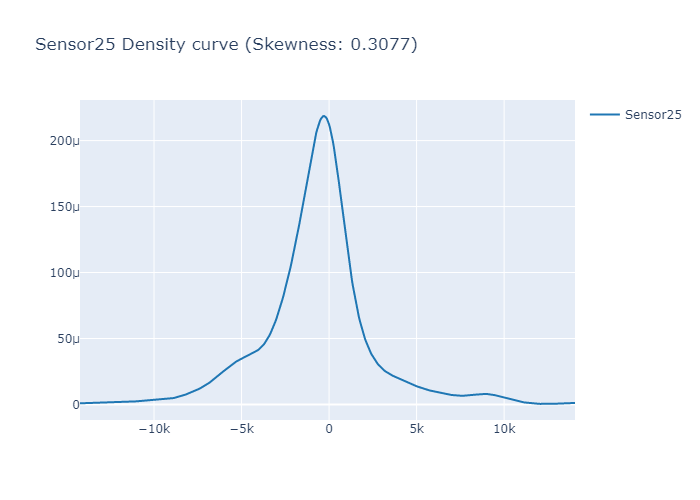 Sensor25 Density curve (Skewness: 0.3077)
Sensor25
200μ
150μ
100μ
50μ
0
−10k
−5k
0
5k
10k